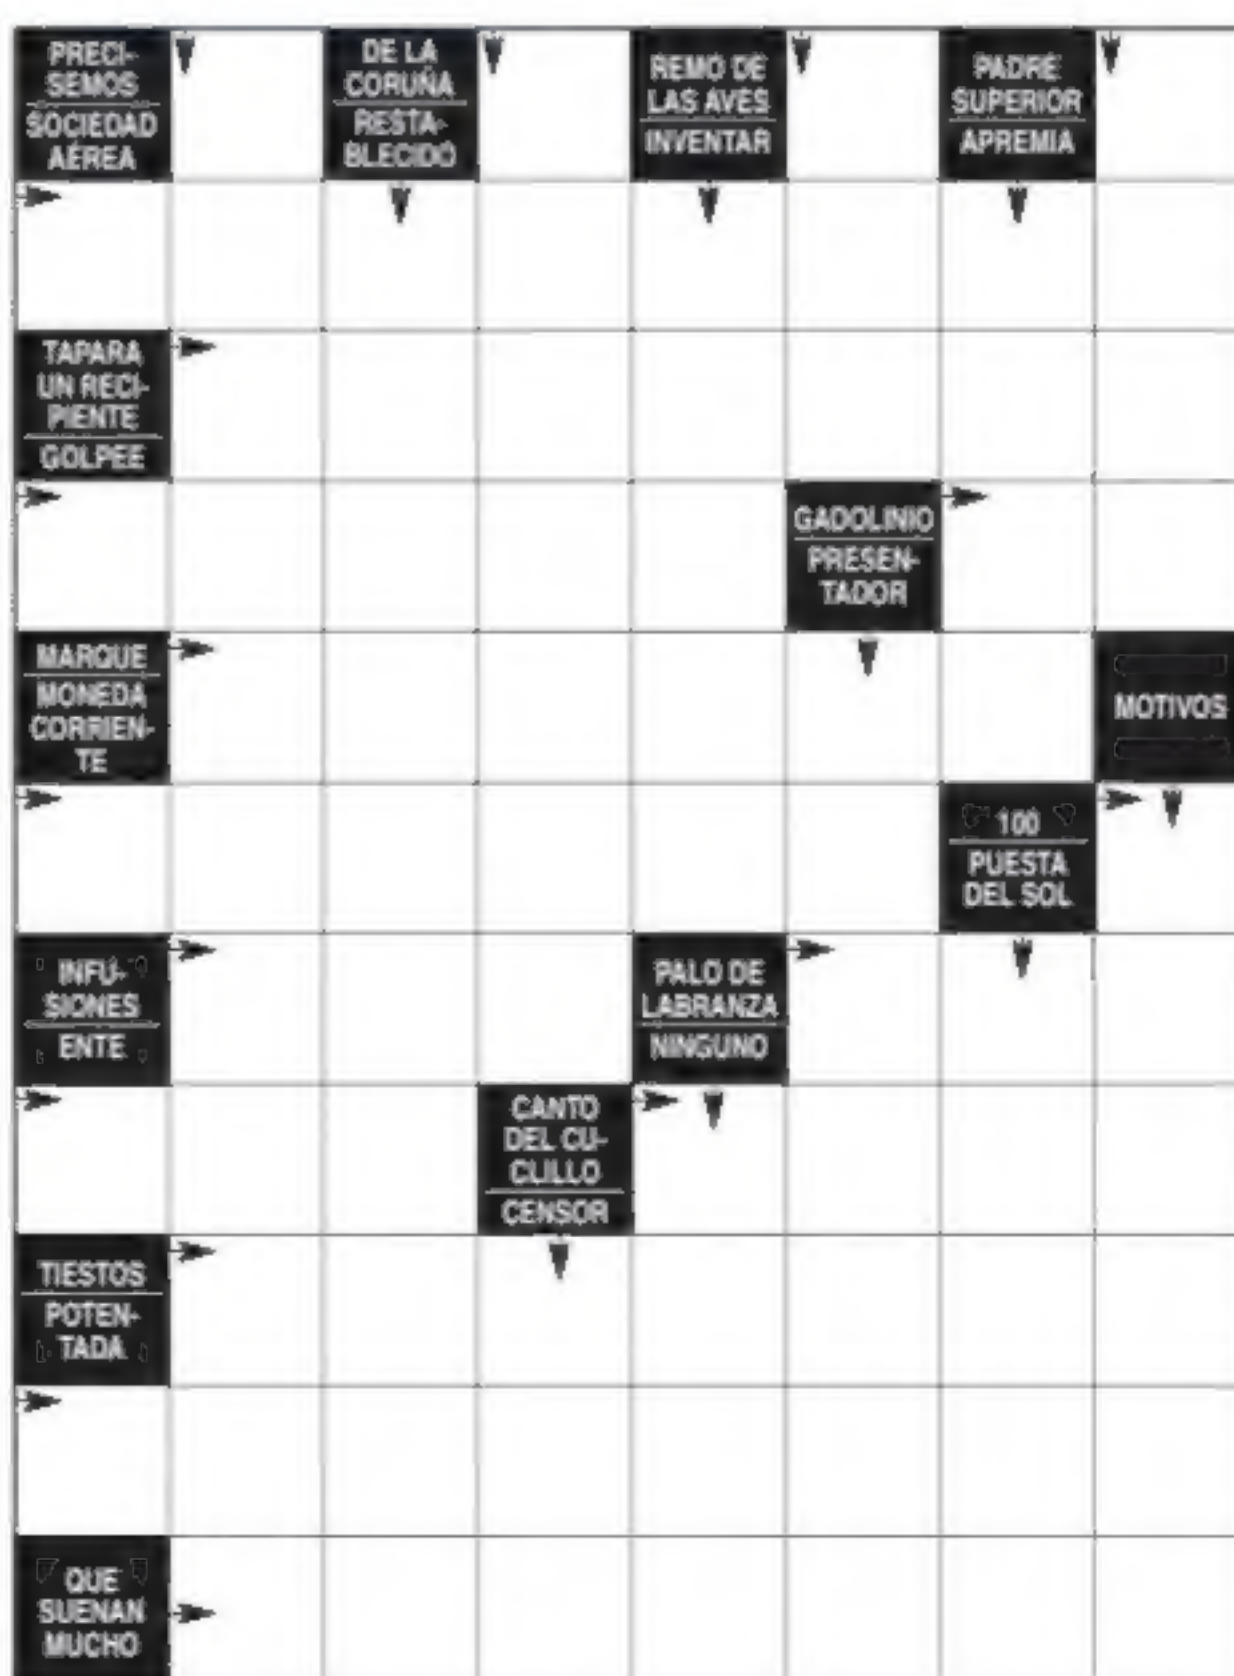 PRECI-
SEMOS
SOCIEDAD
AÉREA
DE LA
CORUÑA
RESTA-
BLECIDO
REMO DE
LAS AVES
INVENTAR
PADRE
SUPERIOR
APREMIA
TAPARA
UN RECI-
PIENTE
GOLPEE
GADOLINIO
PRESEN-
TADOR
MARQUE
MONEDA
CORRIEN-
TE
MOTIVOS
100
PUESTA
DEL SOL
INFU-
SIONES
ENTE
PALO DE
LABRANZA
NINGUNO
CANTO
DEL CU-
CLILLO
CENSOR
TIESTOS
POTEN-
TADA
QUE
SUENAN
MUCHO